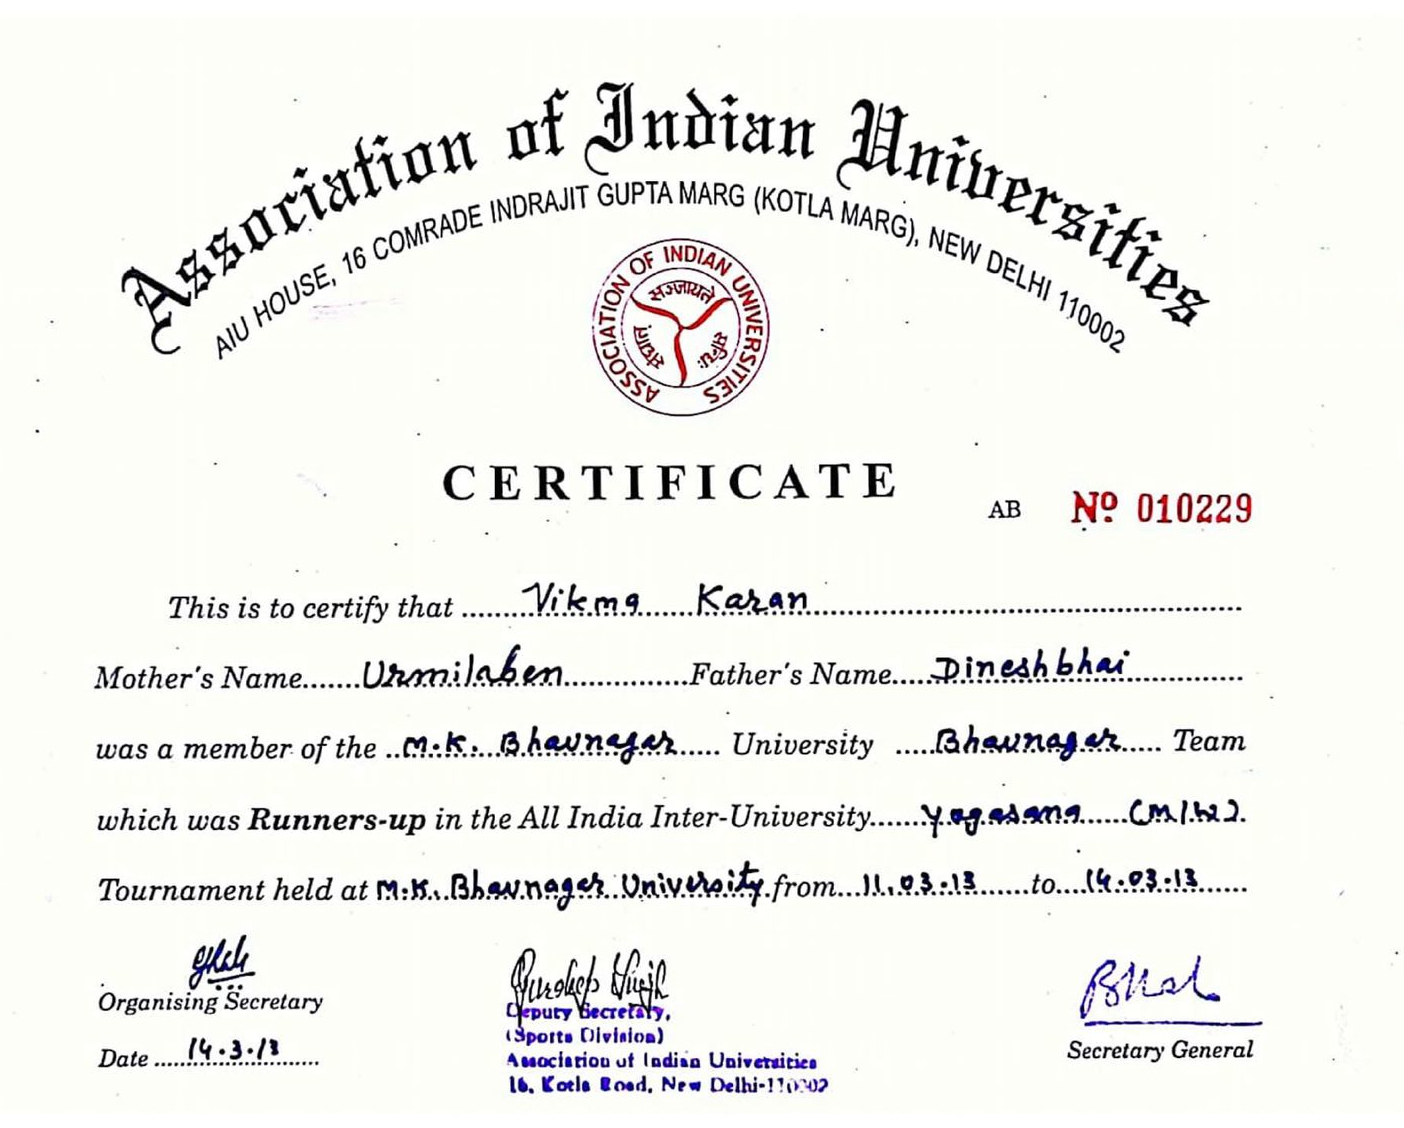 Association of Indian Universities
AIU HOUSE, 16 COMRADE INDRAJIT GUPTA MARG (KOTLA MARG), NEW DELHI 110002
ASSOCIATION OF INDIAN UNIVERSITIES
CERTIFICATE
AB Nº 010229
This is to certify that Vikma Karan
Mother's Name Urmilaben Father's Name Dineshbhai
was a member of the M.K. Bhavnagar University Bhavnagar Team
which was Runners-up in the All India Inter-University Yogasana (M/W).
Tournament held at M.K. Bhavnagar University from 11.03.13 to 14.03.13
Gurdeep Singh
Organising Secretary
Date 14.3.13
Deputy Secretary,
(Sports Division)
Association of Indian Universities
16, Kotla Road, New Delhi-110002
Secretary General